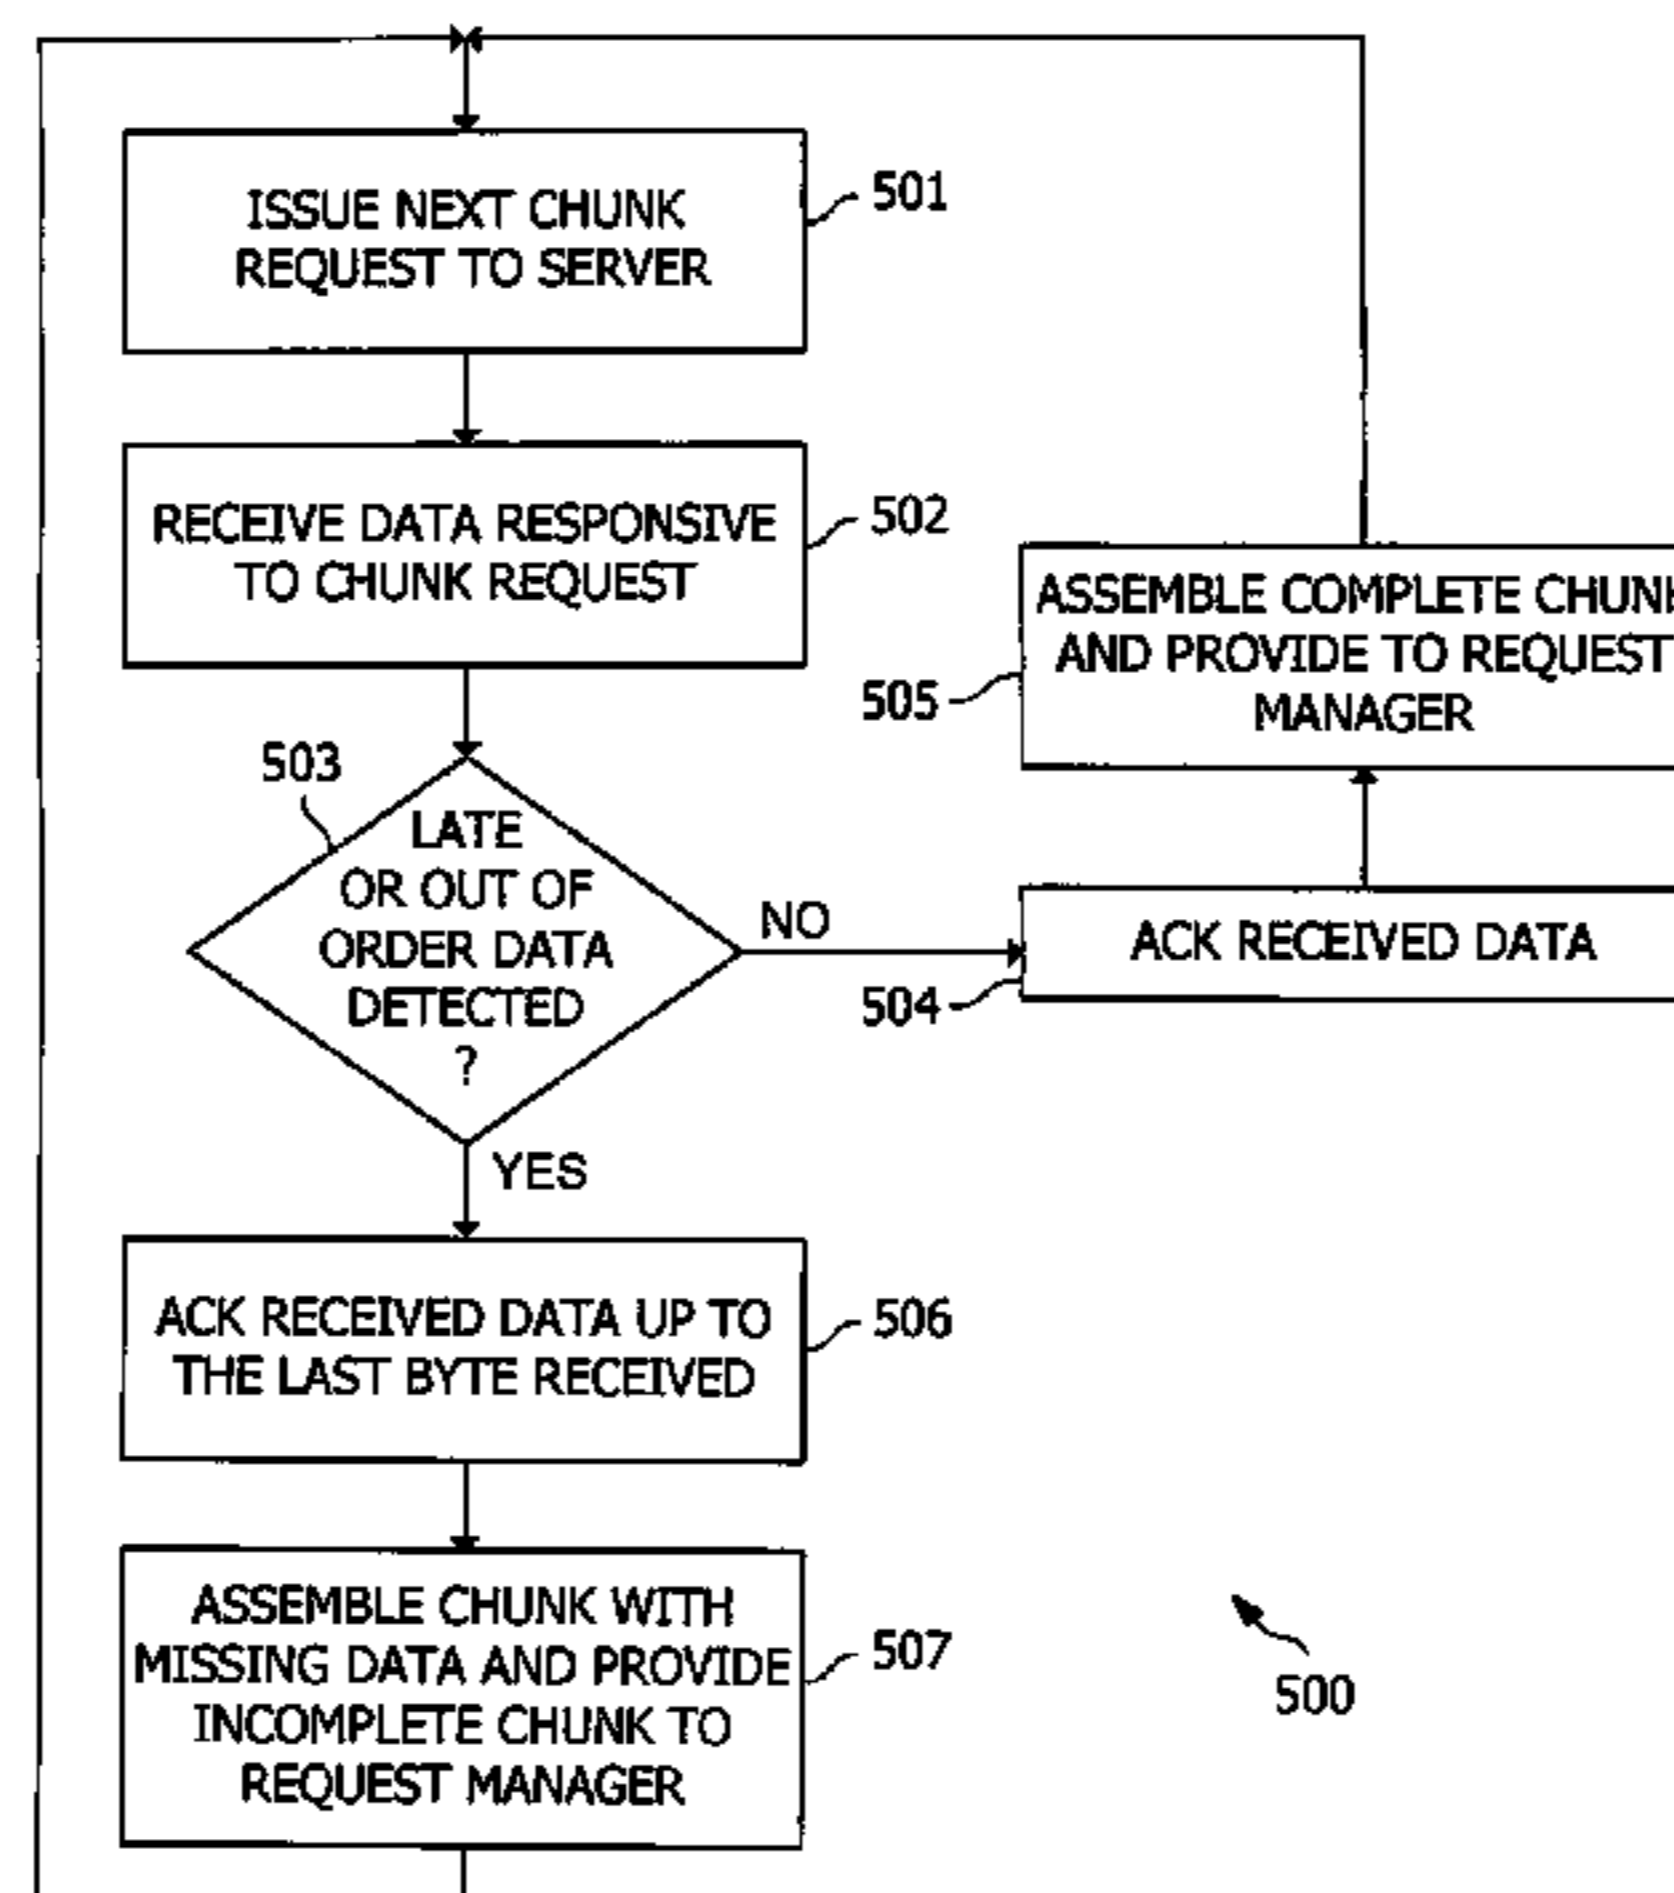 ISSUE NEXT CHUNK
REQUEST TO SERVER
501
RECEIVE DATA RESPONSIVE
TO CHUNK REQUEST
502
ASSEMBLE COMPLETE CHUNK
AND PROVIDE TO REQUEST
MANAGER
505
503
LATE
OR OUT OF
ORDER DATA
DETECTED
?
NO
ACK RECEIVED DATA
504
YES
ACK RECEIVED DATA UP TO
THE LAST BYTE RECEIVED
506
ASSEMBLE CHUNK WITH
MISSING DATA AND PROVIDE
INCOMPLETE CHUNK TO
REQUEST MANAGER
507
500